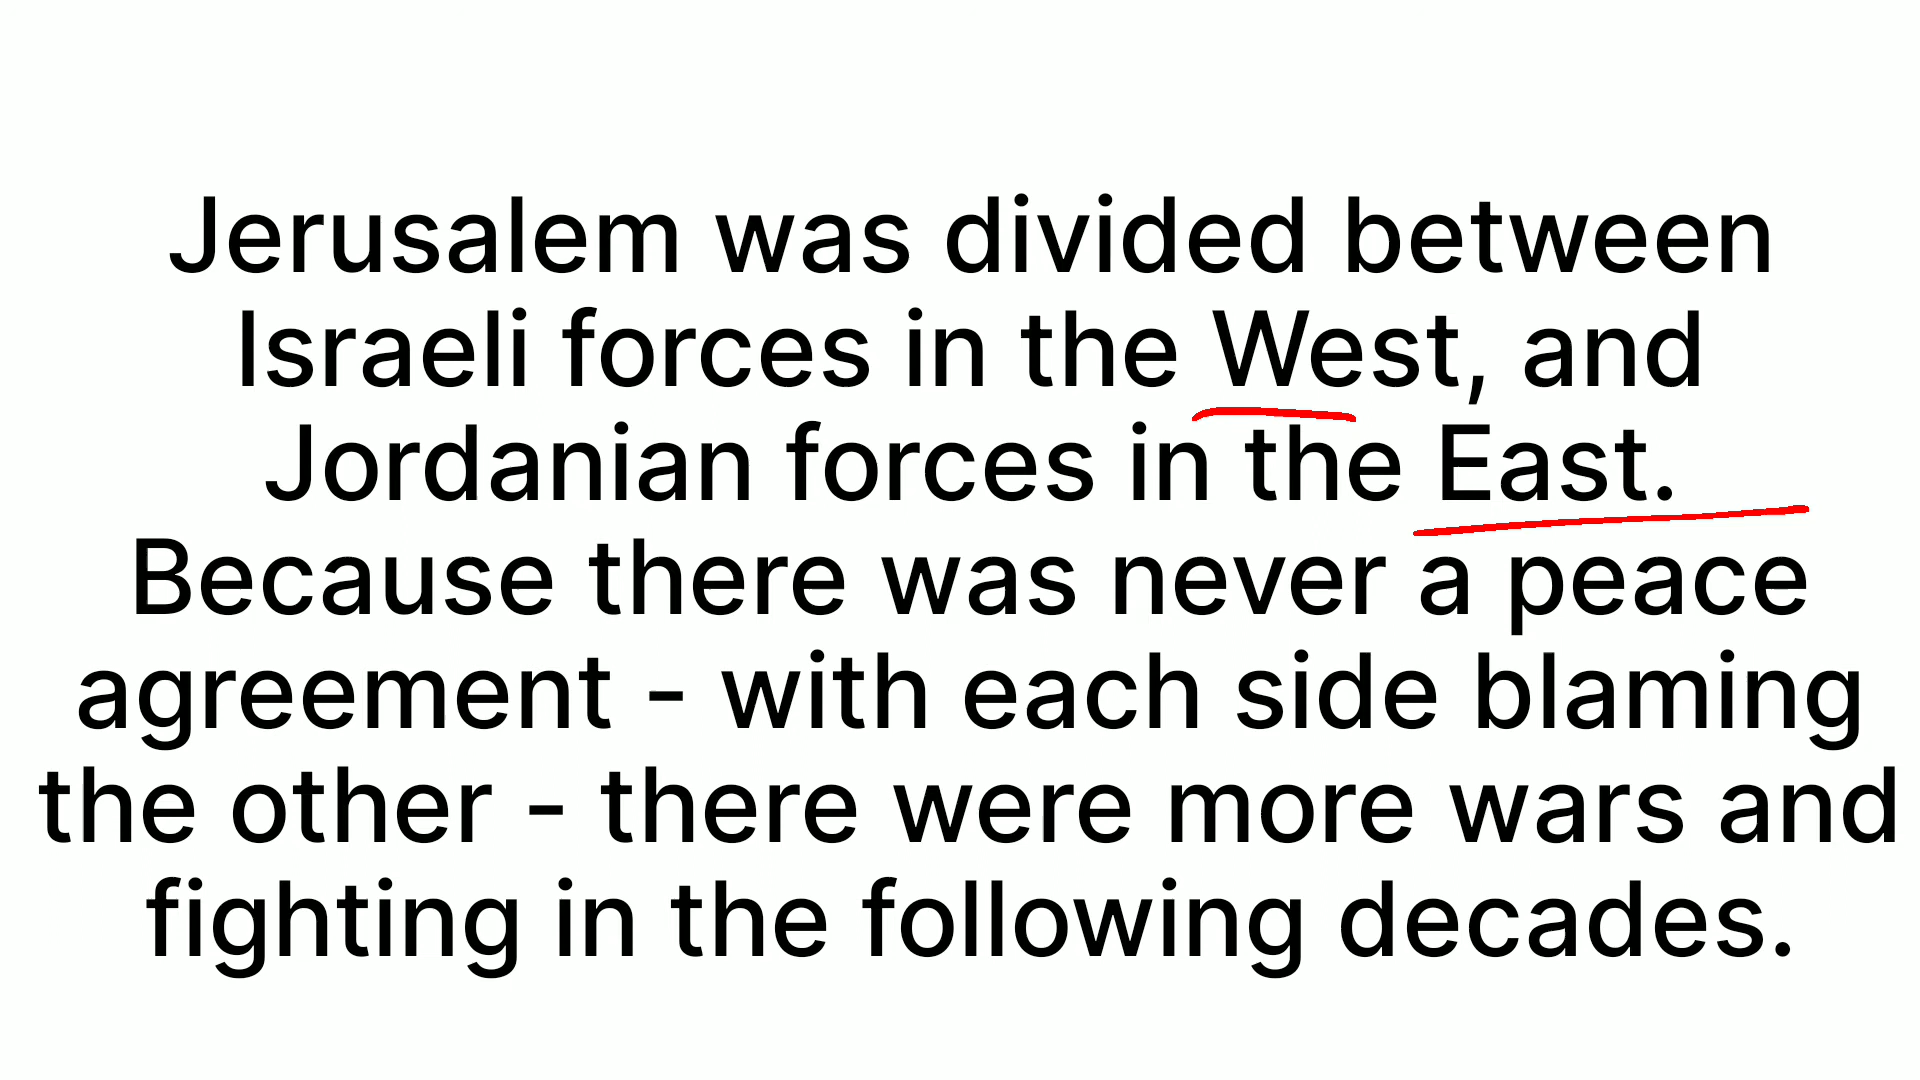 Jerusalem was divided between
Israeli forces in the West, and
Jordanian forces in the East.
Because there was never a peace
agreement - with each side blaming
the other - there were more wars and
fighting in the following decades.